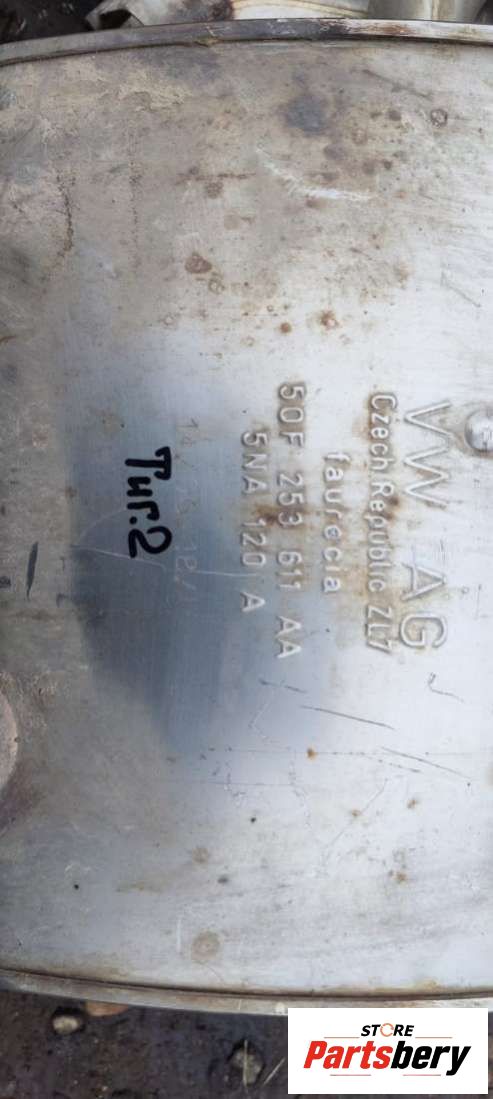 VW AG
Czech Republic ZL7
faurecia
5QF 253 611 AA
5NA 120 A
Тиг.2
STORE
Partsbery